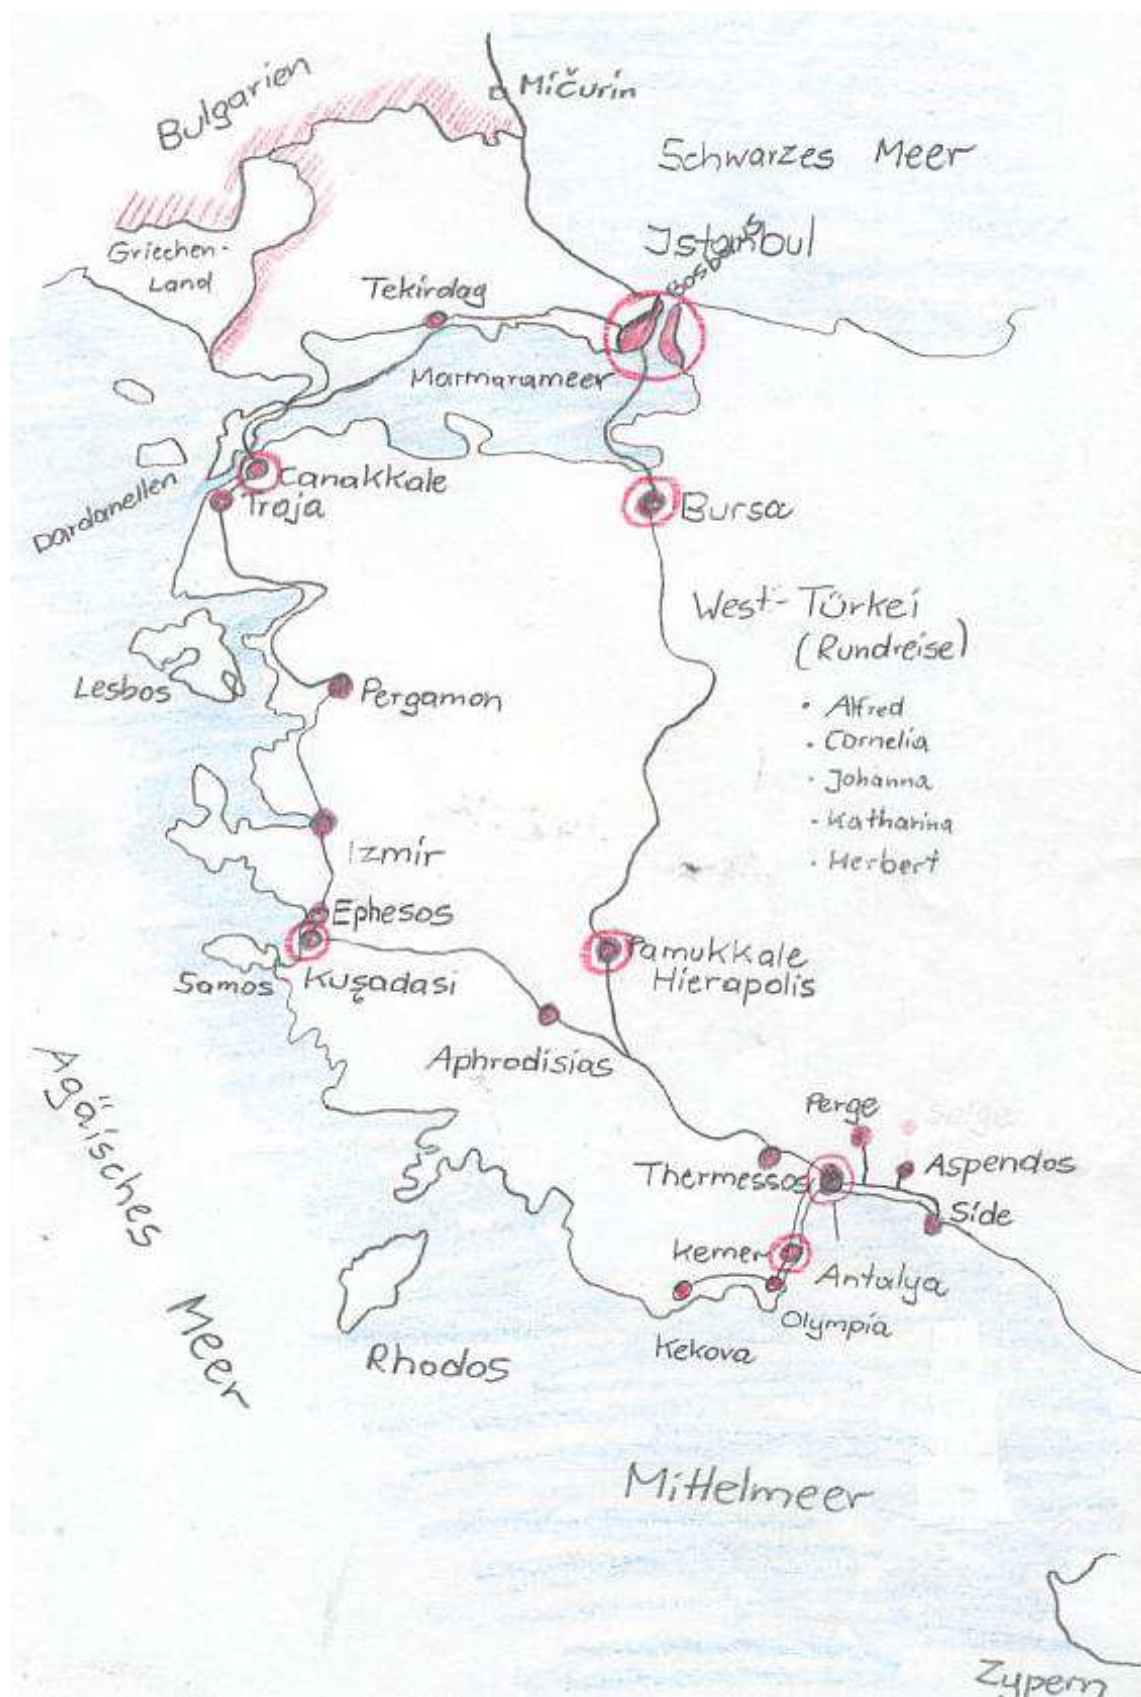 Bulgarien
Mičurin
Schwarzes Meer
Istambul
Bosborus
Griechen-
Land
Tekirdag
Marmarameer
Dardanellen
Canakkale
Troja
Bursa
West-Türkei
(Rundreise)
• Alfred
• Cornelia
• Johanna
• Katharina
• Herbert
Lesbos
Pergamon
Izmir
Ephesos
Samos
Kuşadasi
Pamukkale
Hierapolis
Aphrodisias
Ägäisches
Meer
Perge
Selge
Thermessos
Aspendos
Side
Kemer
Antalya
Olympia
Kekova
Rhodos
Mittelmeer
Zypern